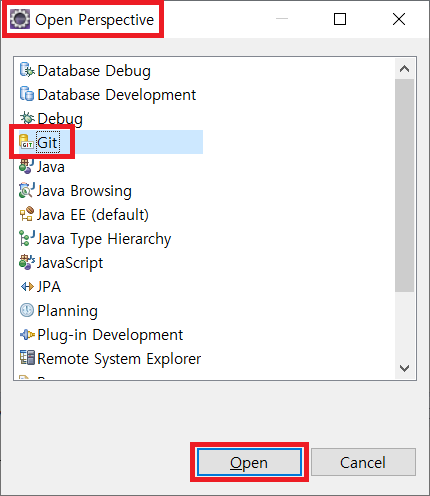 Open Perspective
Database Debug
Database Development
Debug
GIT Git
Java
Java Browsing
Java EE (default)
Java Type Hierarchy
JavaScript
JPA
Planning
Plug-in Development
Remote System Explorer
Open
Cancel